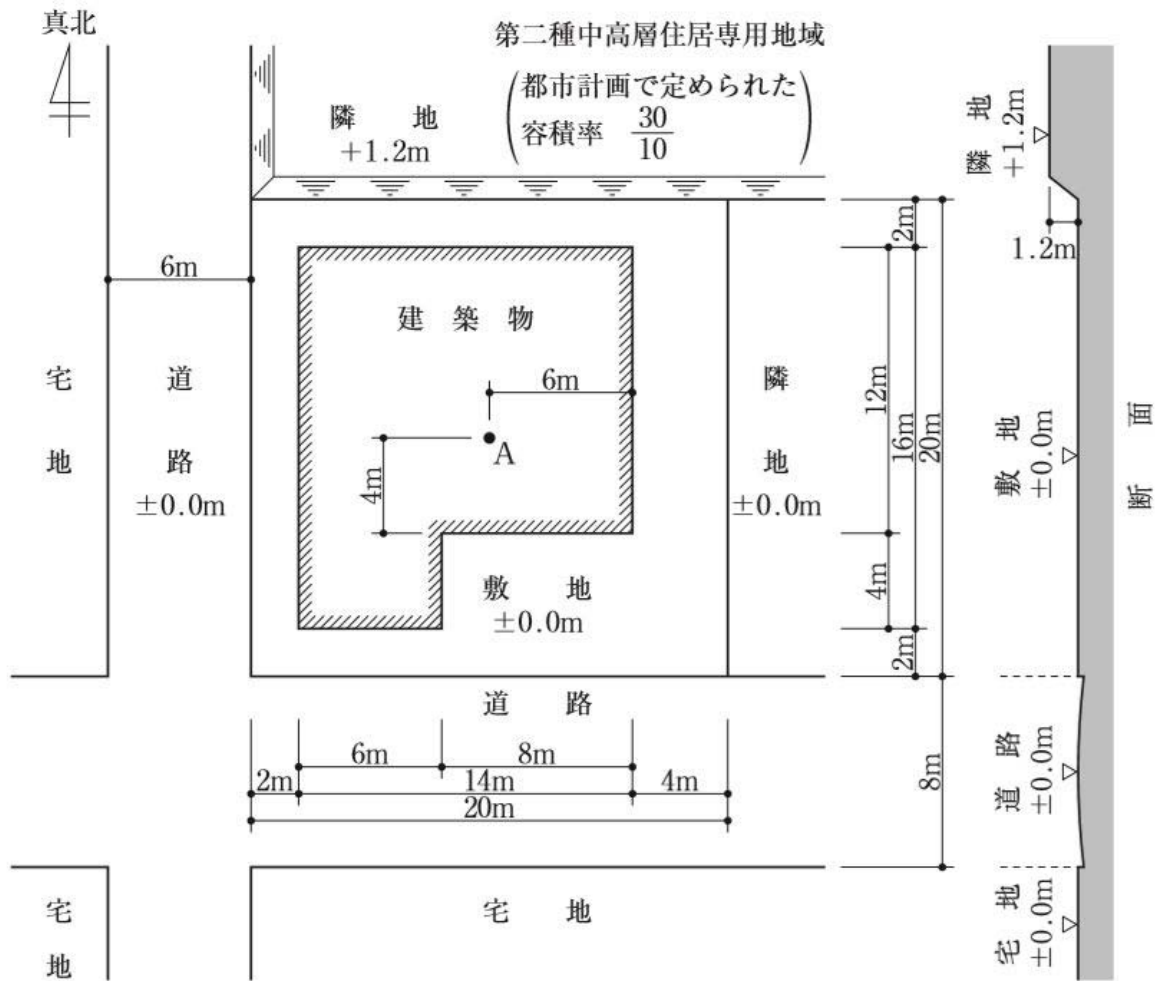 真北
第二種中高層住居専用地域
(都市計画で定められた
容積率 30/10)
隣地
+1.2m
隣地
+1.2m
1.2m
2m
6m
建築物
6m
A
4m
12m
16m
20m
宅地
道路
±0.0m
隣地
±0.0m
敷地
±0.0m
断面
敷地
±0.0m
4m
2m
道路
6m
8m
2m
14m
4m
20m
8m
道路
±0.0m
宅地
宅地
宅地
±0.0m